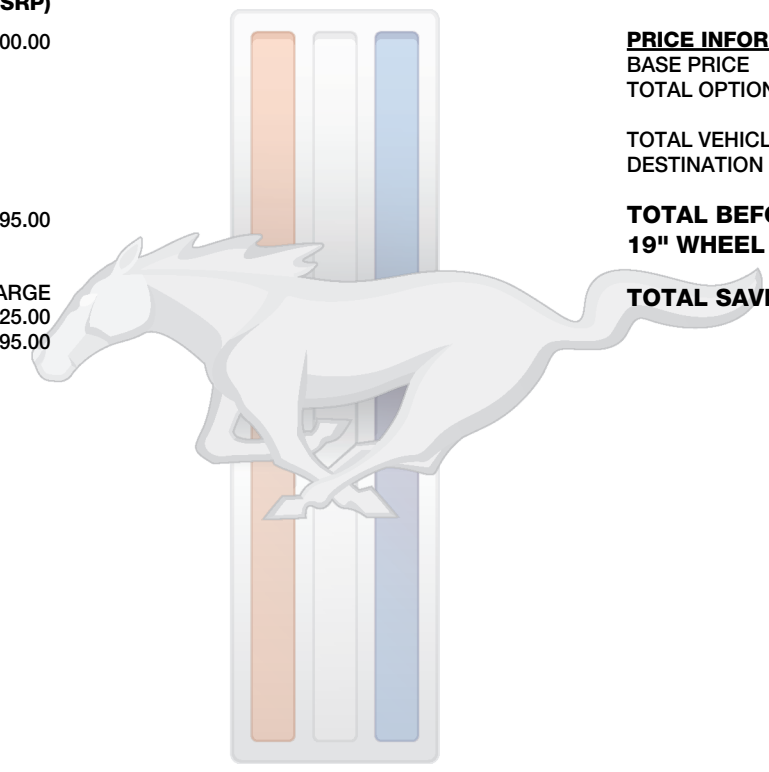 SRP)
00.00
95.00
ARGE
25.00
95.00
PRICE INFOR
BASE PRICE
TOTAL OPTION
TOTAL VEHICL
DESTINATION
TOTAL BEFO
19" WHEEL
TOTAL SAVI